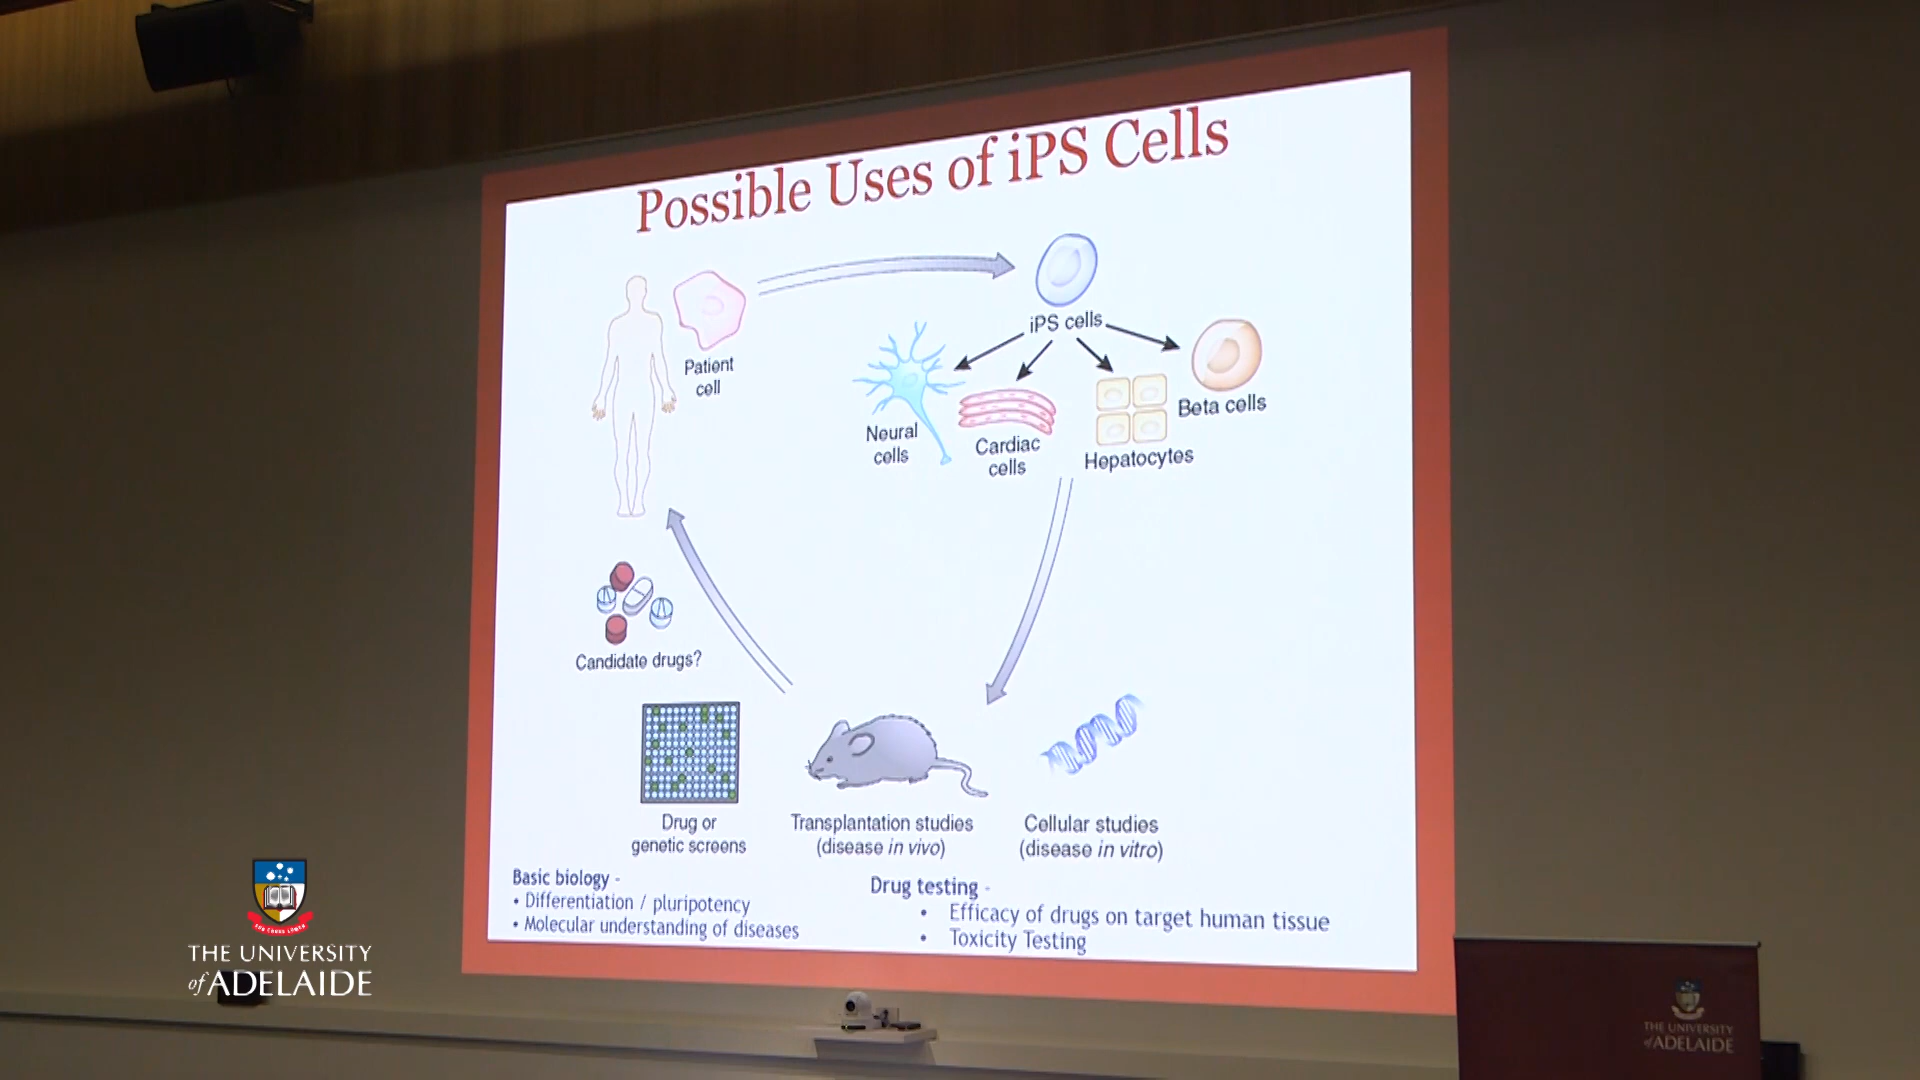 Possible Uses of iPS Cells
Patient
cell
iPS cells
Neural
cells
Cardiac
cells
Hepatocytes
Beta cells
Candidate drugs?
Drug or
genetic screens
Transplantation studies
(disease in vivo)
Cellular studies
(disease in vitro)
Basic biology -
• Differentiation / pluripotency
• Molecular understanding of diseases
Drug testing -
• Efficacy of drugs on target human tissue
• Toxicity Testing
THE UNIVERSITY
of ADELAIDE
THE UNIVERSITY
of ADELAIDE